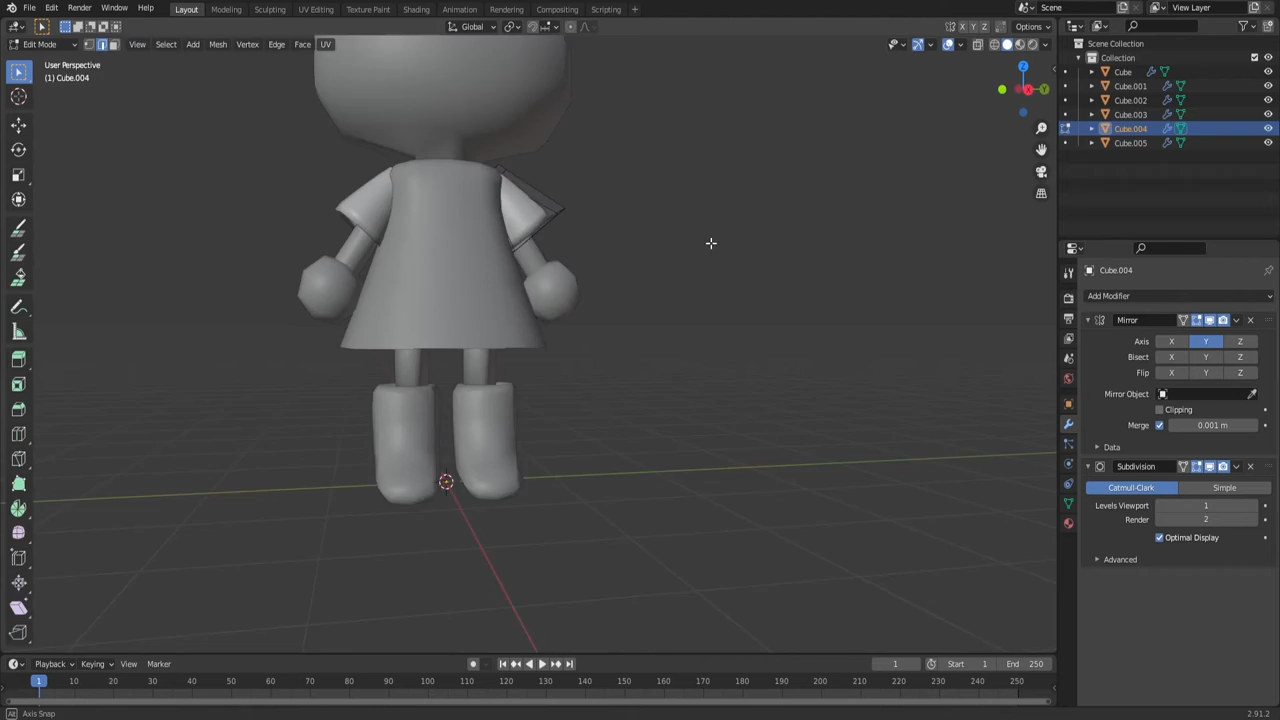 File Edit Render Window Help Layout Modeling Sculpting UV Editing Texture Paint Shading Animation Rendering Compositing Scripting + Scene View Layer
Global Options
Edit Mode View Select Add Mesh Vertex Edge Face UV
X Y Z
User Perspective
(1) Cube.004
Z
X
Y
Scene Collection
Collection
Cube
Cube.001
Cube.002
Cube.003
Cube.004
Cube.005
Cube.004
Add Modifier
Mirror
Axis X Y Z
Bisect X Y Z
Flip X Y Z
Mirror Object
Clipping
Merge 0.001 m
Data
Subdivision
Catmull-Clark Simple
Levels Viewport 1
Render 2
Optimal Display
Advanced
Playback Keying View Marker 1 Start 1 End 250
1 10 20 30 40 50 60 70 80 90 100 110 120 130 140 150 160 170 180 190 200 210 220 230 240 250
Alt Axis Snap 2.91.2